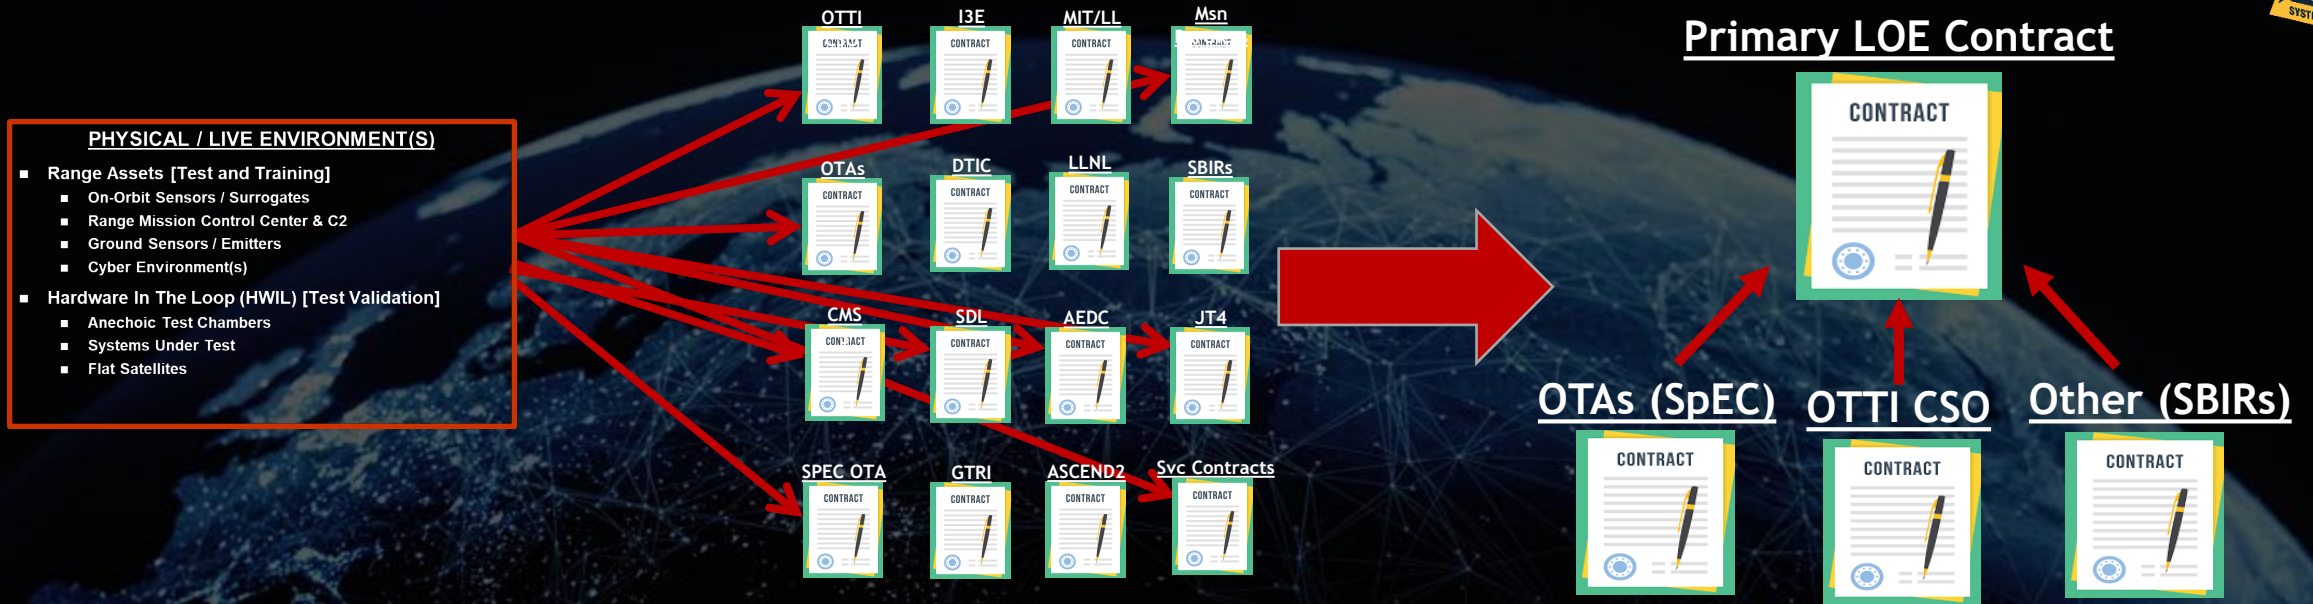 PHYSICAL / LIVE ENVIRONMENT(S)
Range Assets [Test and Training]
On-Orbit Sensors / Surrogates
Range Mission Control Center & C2
Ground Sensors / Emitters
Cyber Environment(s)
Hardware In The Loop (HWIL) [Test Validation]
Anechoic Test Chambers
Systems Under Test
Flat Satellites
OTTI
CONTRACT
I3E
CONTRACT
MIT/LL
CONTRACT
Msn
CONTRACT
OTAs
CONTRACT
DTIC
CONTRACT
LLNL
CONTRACT
SBIRs
CONTRACT
CMS
CONTRACT
SDL
CONTRACT
AEDC
CONTRACT
JT4
CONTRACT
SPEC OTA
CONTRACT
GTRI
CONTRACT
ASCEND2
CONTRACT
Svc Contracts
CONTRACT
Primary LOE Contract
CONTRACT
OTAs (SpEC)
CONTRACT
OTTI CSO
CONTRACT
Other (SBIRs)
CONTRACT